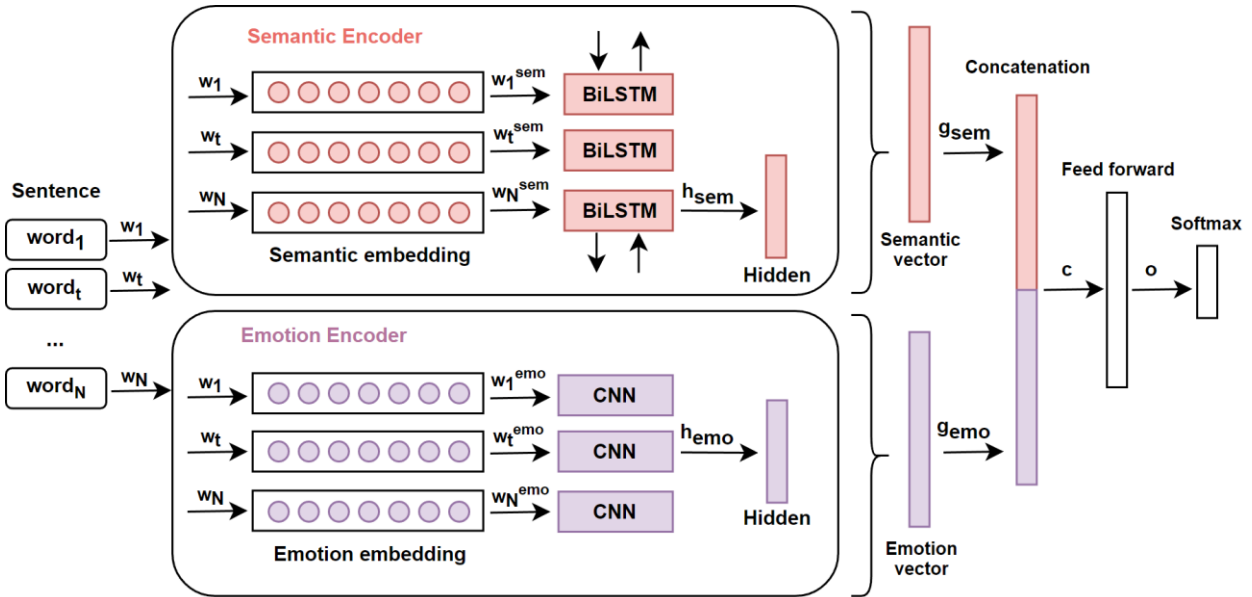 Sentence
word1
w1
wordt
wt
...
wordN
wN
Semantic Encoder
w1
w1sem
BiLSTM
wt
wtsem
BiLSTM
wN
wNsem
BiLSTM
hsem
Semantic embedding
Hidden
Emotion Encoder
w1
w1emo
CNN
wt
wtemo
CNN
hemo
wN
wNemo
CNN
Emotion embedding
Hidden
Semantic
vector
gsem
Emotion
vector
gemo
Concatenation
c
Feed forward
o
Softmax